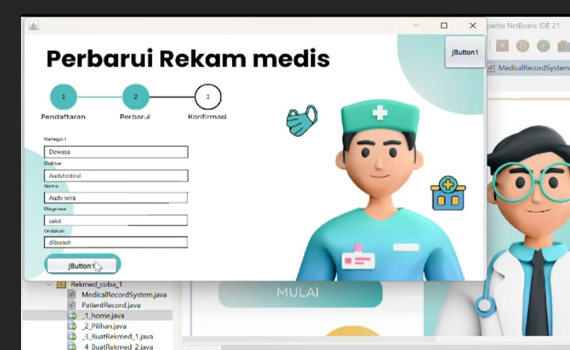 Apache NetBeans IDE 21
Perbarui Rekam medis
jButton1
MedicalRecordSystem
1 2 3
Pendaftaran Perbarui Konfirmasi
Kategori
Dewasa
Dokter
Audytrobrut
Nama
Audy wira
Diagnosa
sakit
tindakan
dibunuh
jButton1
MULAI
Rekmed_coba_1
MedicalRecordSystem.java
PatientRecord.java
_1_home.java
_2_Pilihan.java
_3_BuatRekmed_1.java
_4_BuatRekmed_2.java